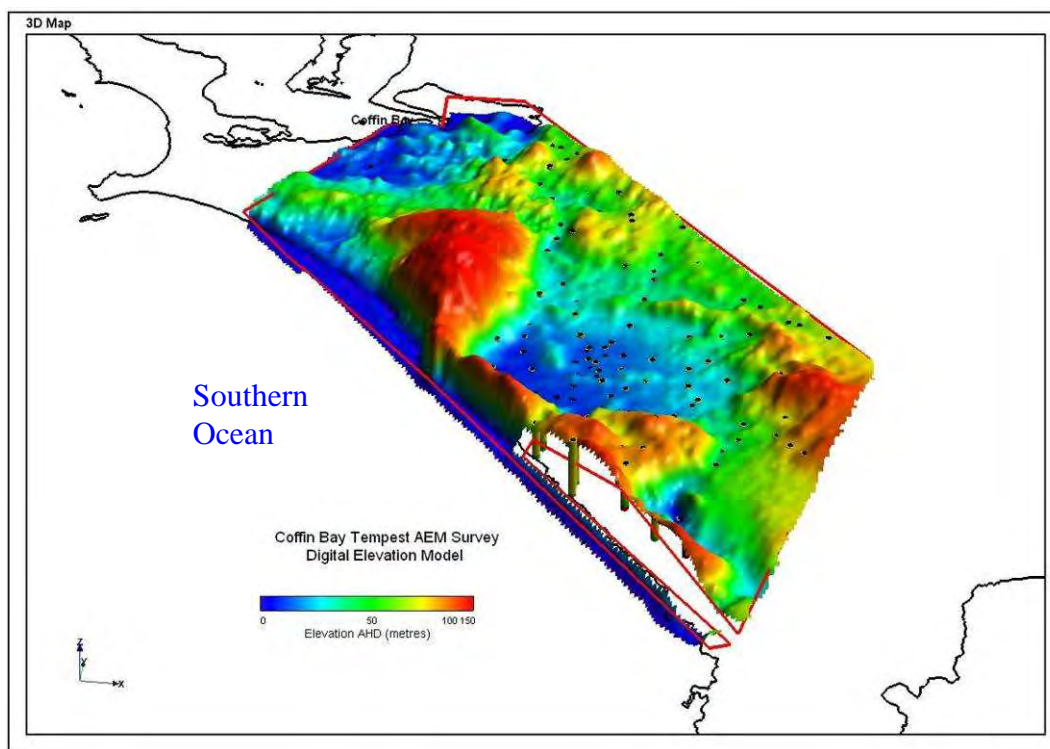 3D Map
Coffin Bay
Southern
Ocean
Coffin Bay Tempest AEM Survey
Digital Elevation Model
0 50 100 150
Elevation AHD (metres)
Z
Y
X